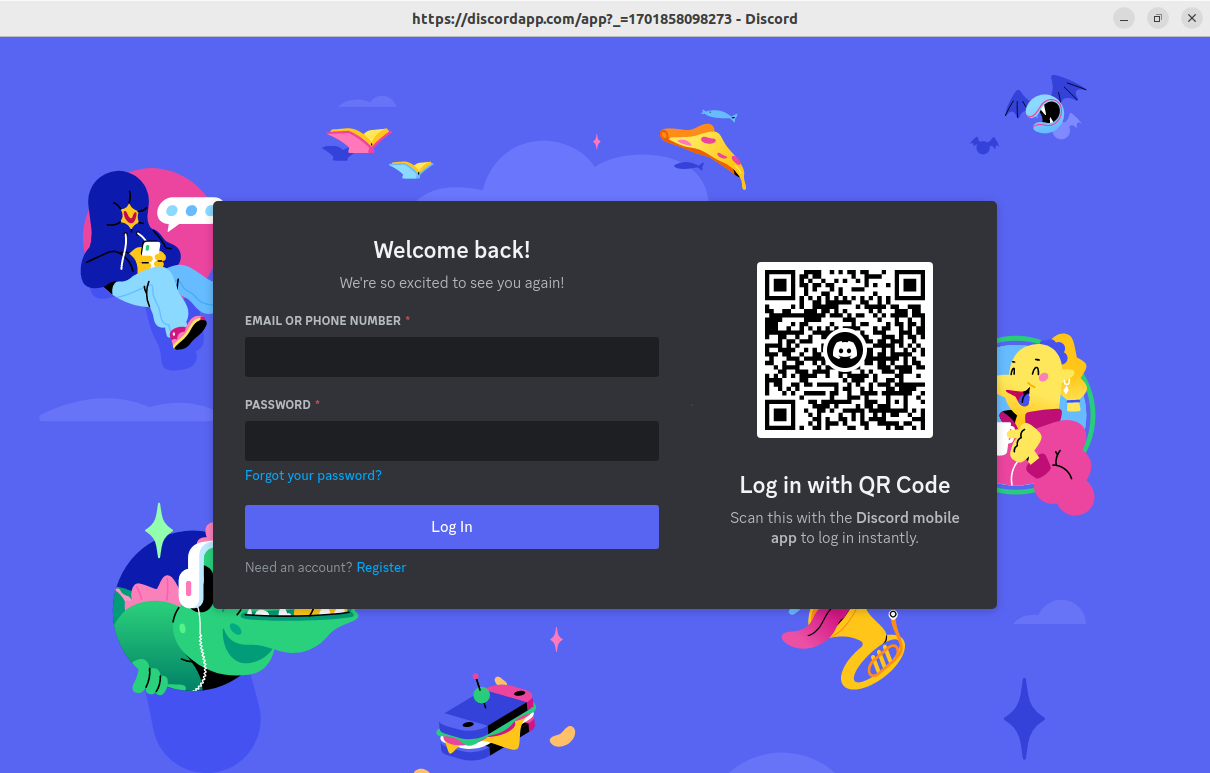 https://discordapp.com/app?_=1701858098273 - Discord
Welcome back!
We're so excited to see you again!
EMAIL OR PHONE NUMBER *
PASSWORD *
Forgot your password?
Log In
Need an account? Register
Log in with QR Code
Scan this with the Discord mobile
app to log in instantly.